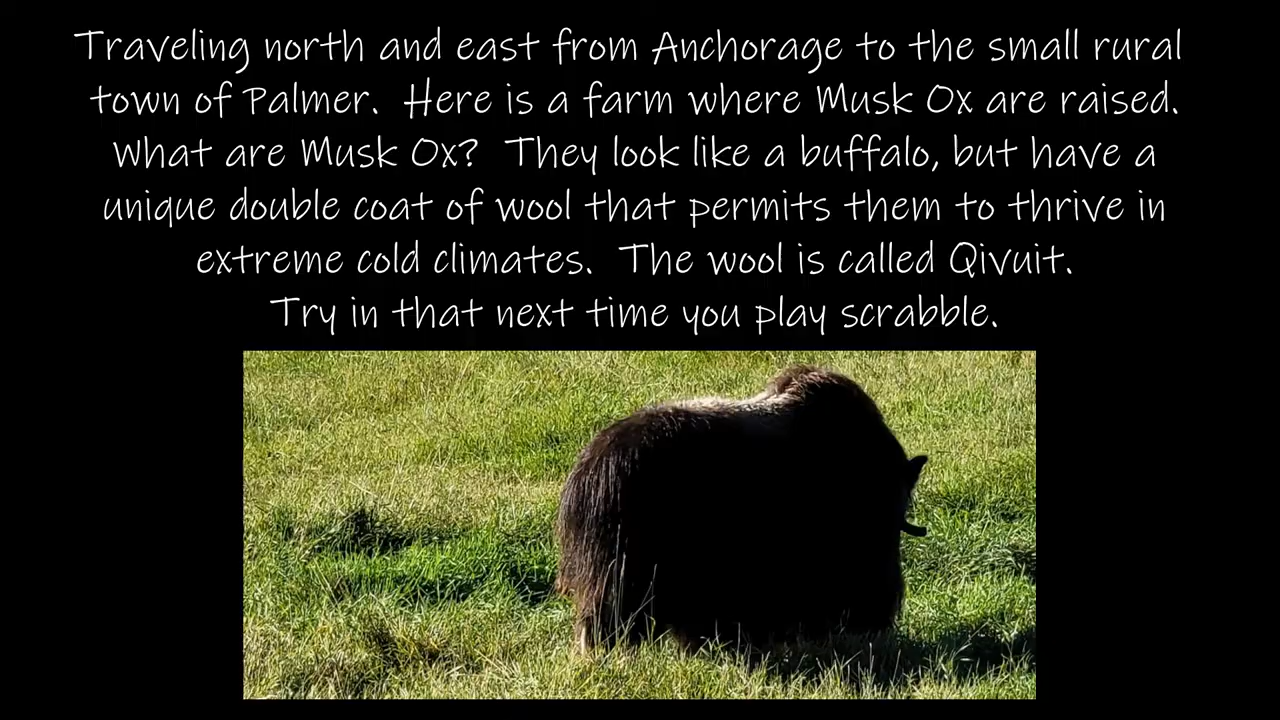 Traveling north and east from Anchorage to the small rural
town of Palmer. Here is a farm where Musk Ox are raised.
What are Musk Ox? They look like a buffalo, but have a
unique double coat of wool that permits them to thrive in
extreme cold climates. The wool is called Qivuit.
Try in that next time you play scrabble.